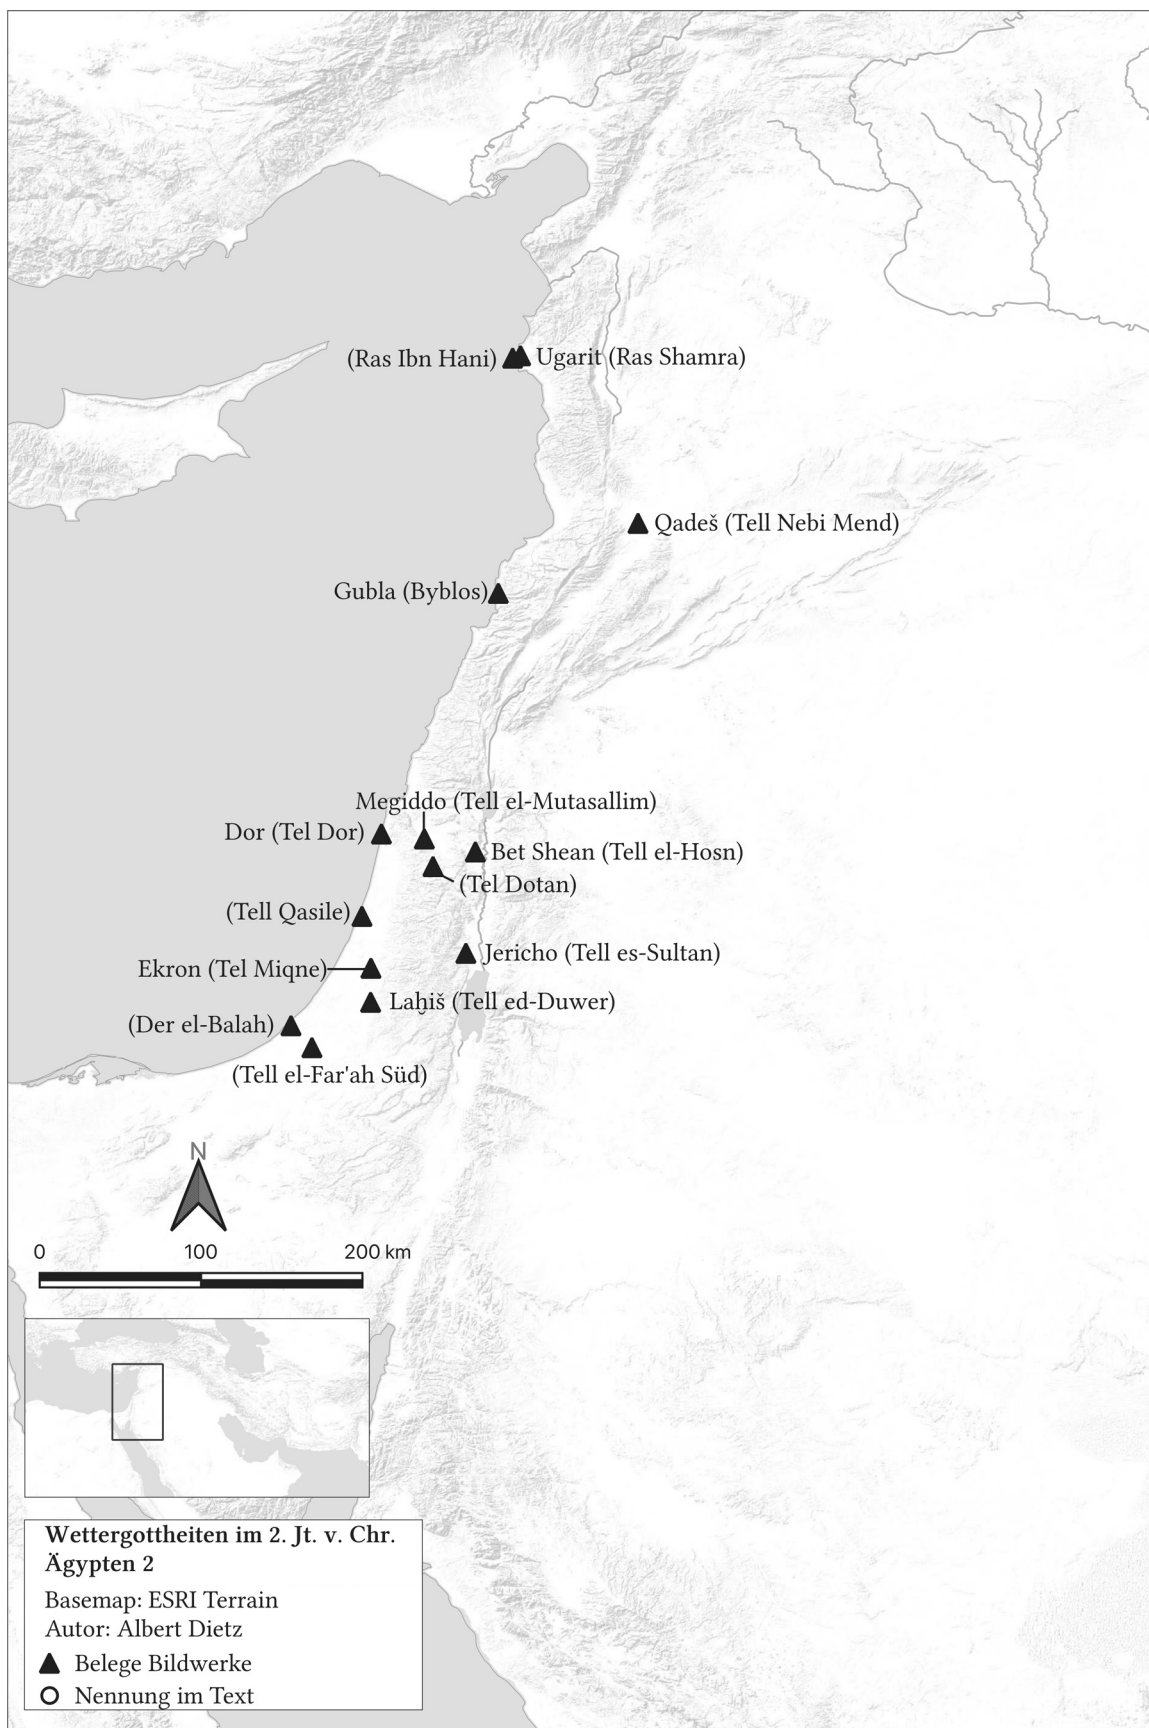 (Ras Ibn Hani)
Ugarit (Ras Shamra)
Qadeš (Tell Nebi Mend)
Gubla (Byblos)
Megiddo (Tell el-Mutasallim)
Dor (Tel Dor)
Bet Shean (Tell el-Hosn)
(Tel Dotan)
(Tell Qasile)
Jericho (Tell es-Sultan)
Ekron (Tel Miqne)
Laḫiš (Tell ed-Duwer)
(Der el-Balah)
(Tell el-Far'ah Süd)
N
0 100 200 km
Wettergottheiten im 2. Jt. v. Chr.
Ägypten 2
Basemap: ESRI Terrain
Autor: Albert Dietz
Belege Bildwerke
Nennung im Text